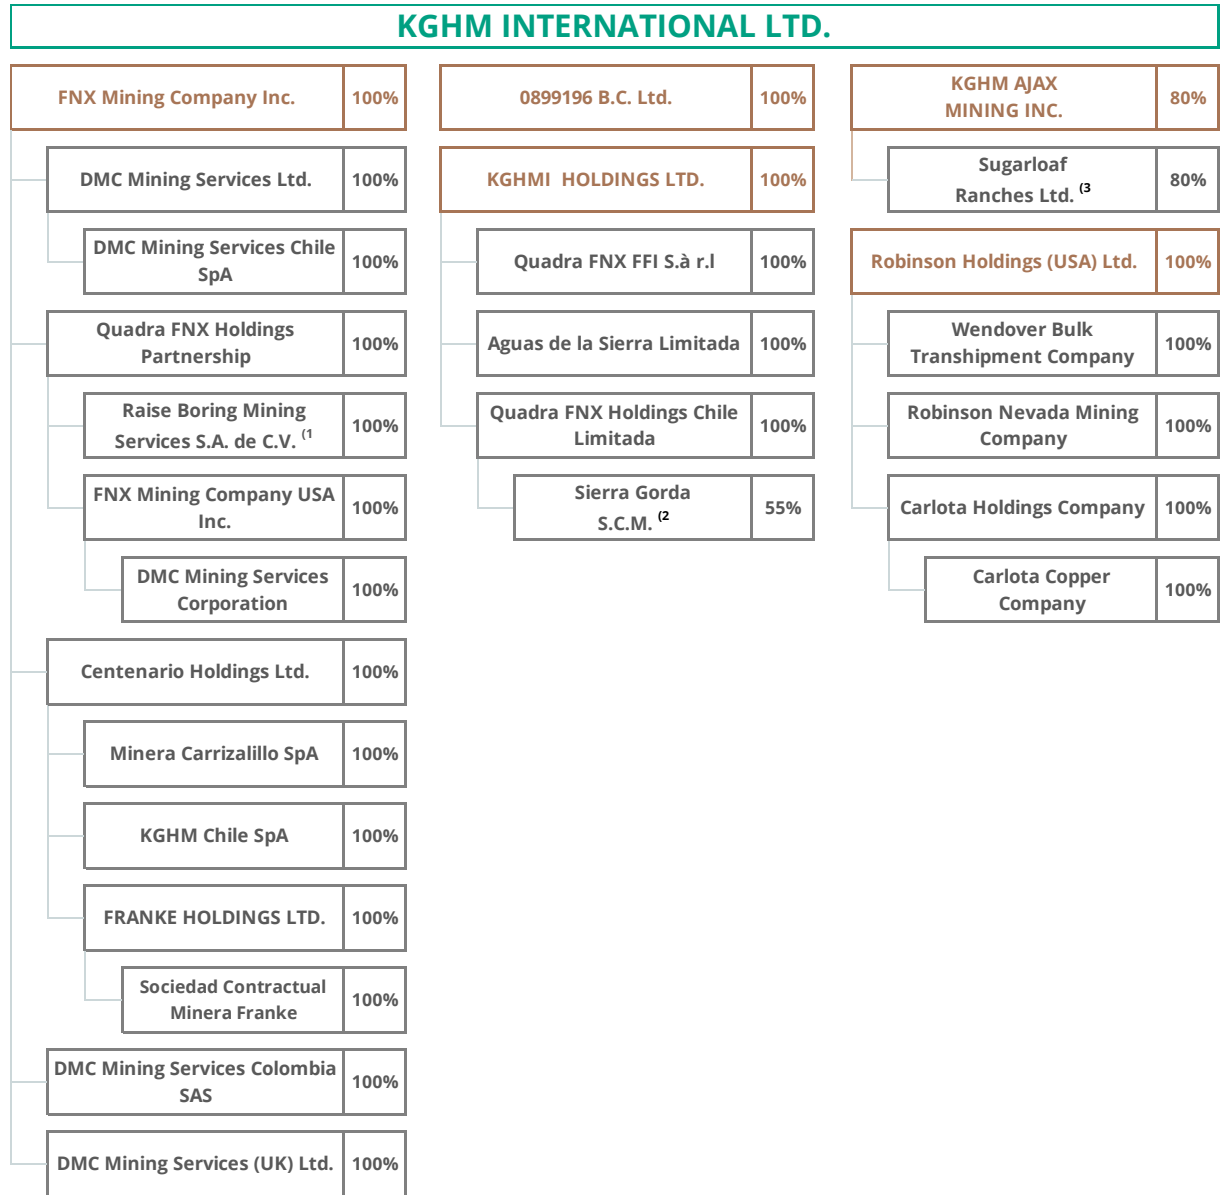 KGHM INTERNATIONAL LTD.
FNX Mining Company Inc. 100%
DMC Mining Services Ltd. 100%
DMC Mining Services Chile
SpA 100%
Quadra FNX Holdings
Partnership 100%
Raise Boring Mining
Services S.A. de C.V. (1 100%
FNX Mining Company USA
Inc. 100%
DMC Mining Services
Corporation 100%
Centenario Holdings Ltd. 100%
Minera Carrizalillo SpA 100%
KGHM Chile SpA 100%
FRANKE HOLDINGS LTD. 100%
Sociedad Contractual
Minera Franke 100%
DMC Mining Services Colombia
SAS 100%
DMC Mining Services (UK) Ltd. 100%
0899196 B.C. Ltd. 100%
KGHMI HOLDINGS LTD. 100%
Quadra FNX FFI S.à r.l 100%
Aguas de la Sierra Limitada 100%
Quadra FNX Holdings Chile
Limitada 100%
Sierra Gorda
S.C.M. (2 55%
KGHM AJAX
MINING INC. 80%
Sugarloaf
Ranches Ltd. (3 80%
Robinson Holdings (USA) Ltd. 100%
Wendover Bulk
Transhipment Company 100%
Robinson Nevada Mining
Company 100%
Carlota Holdings Company 100%
Carlota Copper
Company 100%